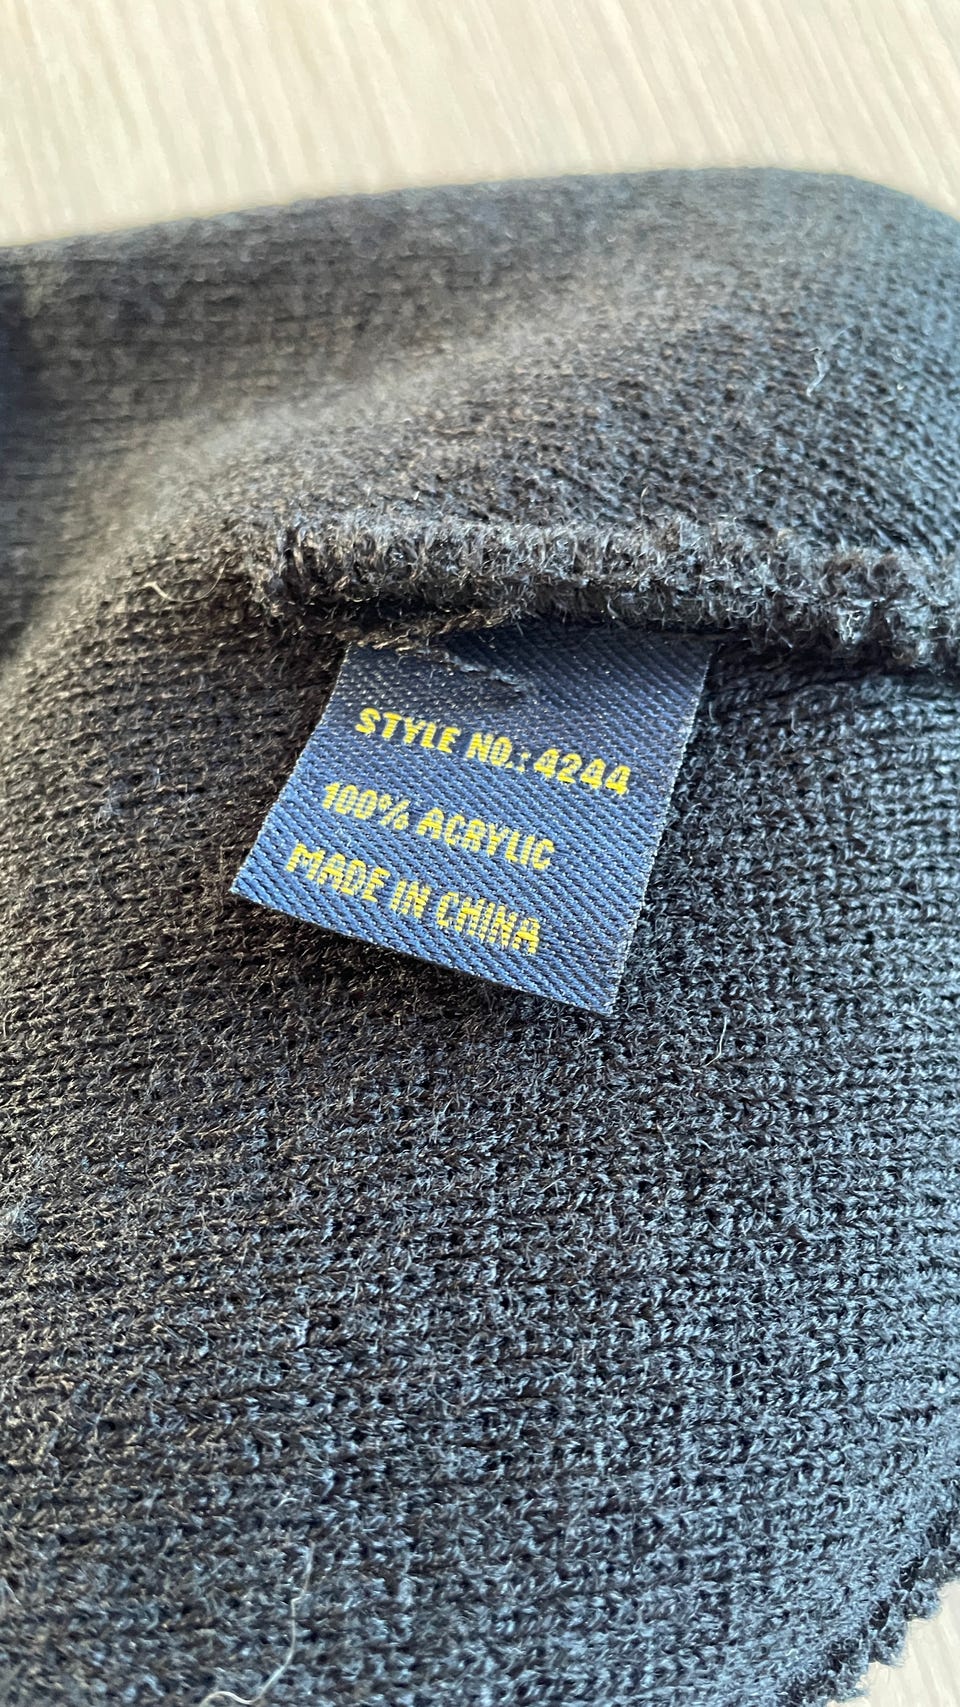 STYLE NO.: 4244
100% ACRYLIC
MADE IN CHINA